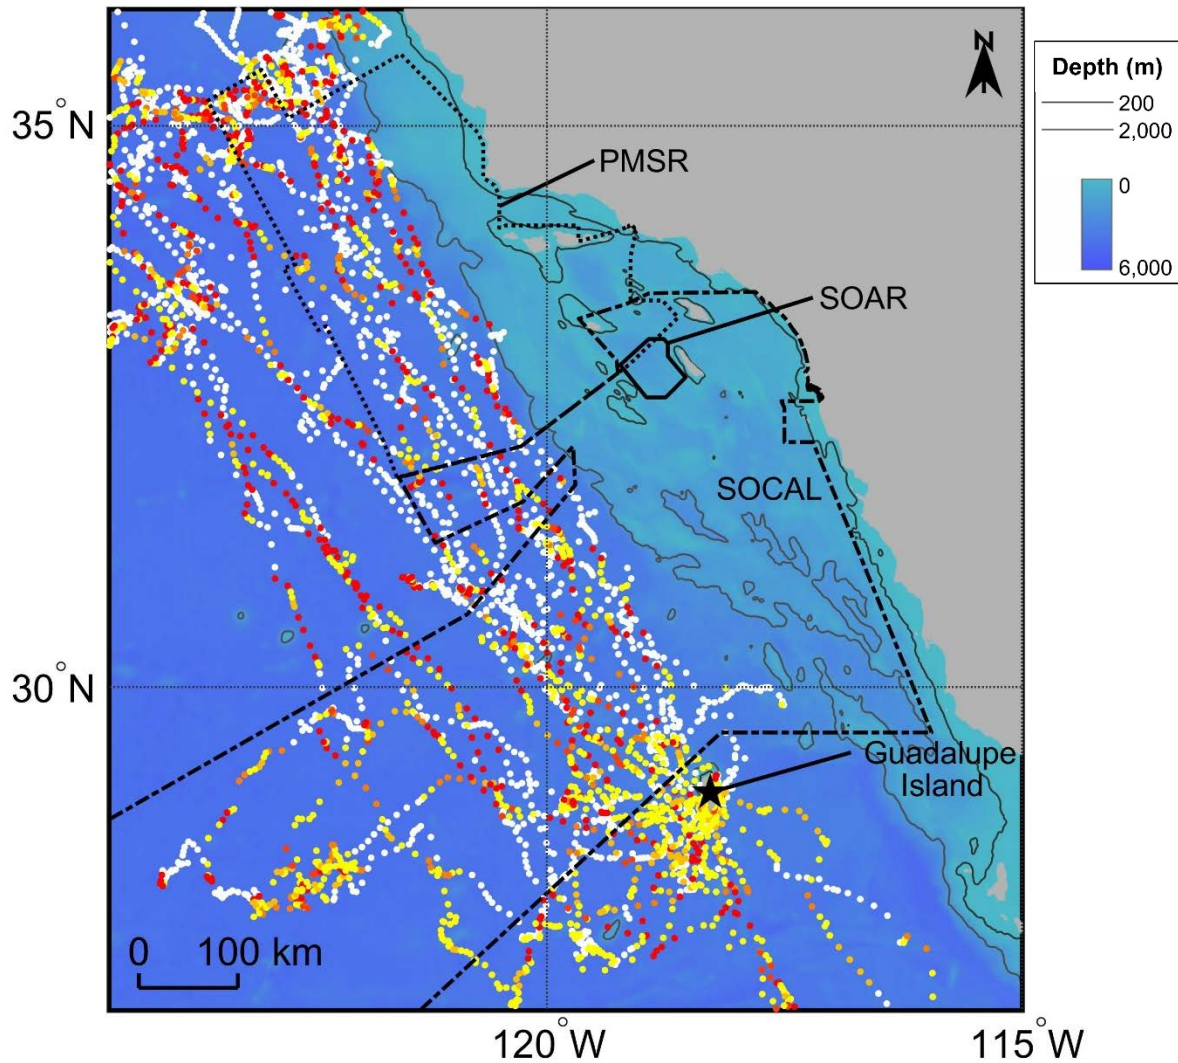 N
Depth (m)
200
2,000
0
6,000
35°N
PMSR
SOAR
SOCAL
30°N
Guadalupe
Island
0 100 km
120°W
115°W